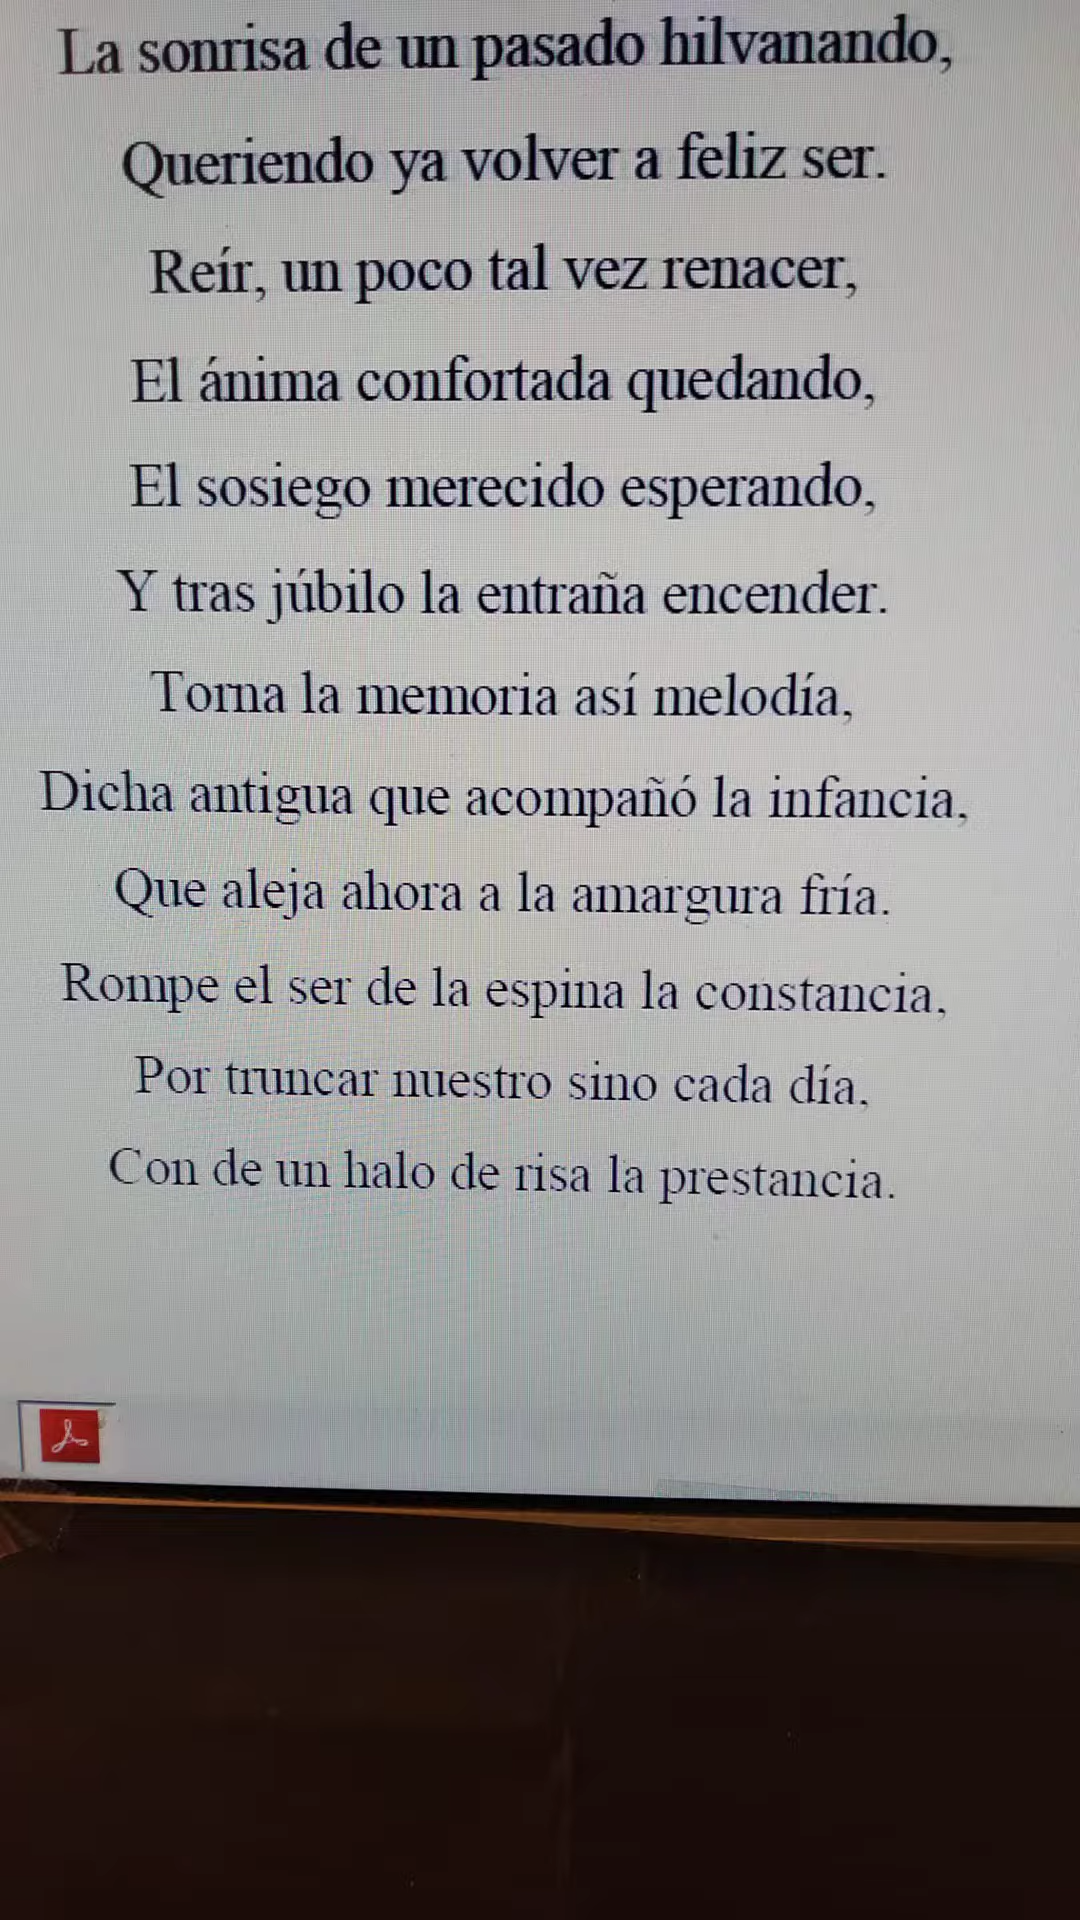 La sonrisa de un pasado hilvanando,
Queriendo ya volver a feliz ser.
Reír, un poco tal vez renacer,
El ánima confortada quedando,
El sosiego merecido esperando,
Y tras júbilo la entraña encender.
Torna la memoria así melodía,
Dicha antigua que acompañó la infancia,
Que aleja ahora a la amargura fría.
Rompe el ser de la espina la constancia,
Por truncar nuestro sino cada día,
Con de un halo de risa la prestancia.